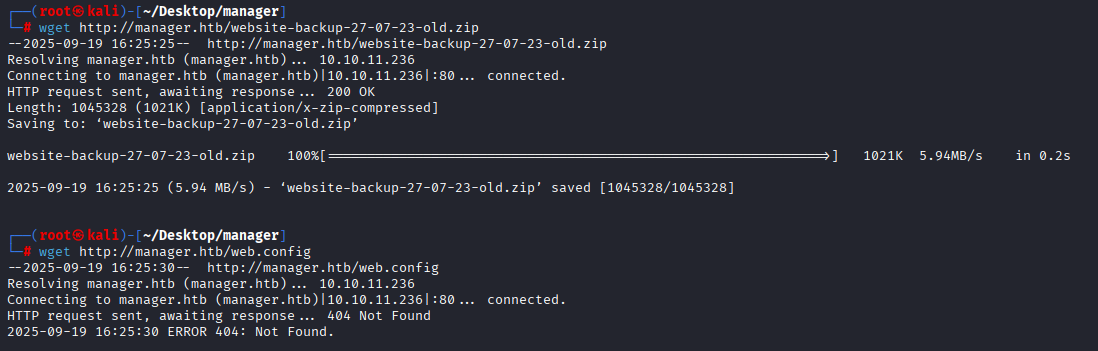 ┌──(root㉿kali)-[~/Desktop/manager]
└─# wget http://manager.htb/website-backup-27-07-23-old.zip
--2025-09-19 16:25:25--  http://manager.htb/website-backup-27-07-23-old.zip
Resolving manager.htb (manager.htb)... 10.10.11.236
Connecting to manager.htb (manager.htb)|10.10.11.236|:80... connected.
HTTP request sent, awaiting response... 200 OK
Length: 1045328 (1021K) [application/x-zip-compressed]
Saving to: ‘website-backup-27-07-23-old.zip’
website-backup-27-07-23-old.zip    100%[===============================================================>]   1021K  5.94MB/s    in 0.2s
2025-09-19 16:25:25 (5.94 MB/s) - ‘website-backup-27-07-23-old.zip’ saved [1045328/1045328]
┌──(root㉿kali)-[~/Desktop/manager]
└─# wget http://manager.htb/web.config
--2025-09-19 16:25:30--  http://manager.htb/web.config
Resolving manager.htb (manager.htb)... 10.10.11.236
Connecting to manager.htb (manager.htb)|10.10.11.236|:80... connected.
HTTP request sent, awaiting response... 404 Not Found
2025-09-19 16:25:30 ERROR 404: Not Found.